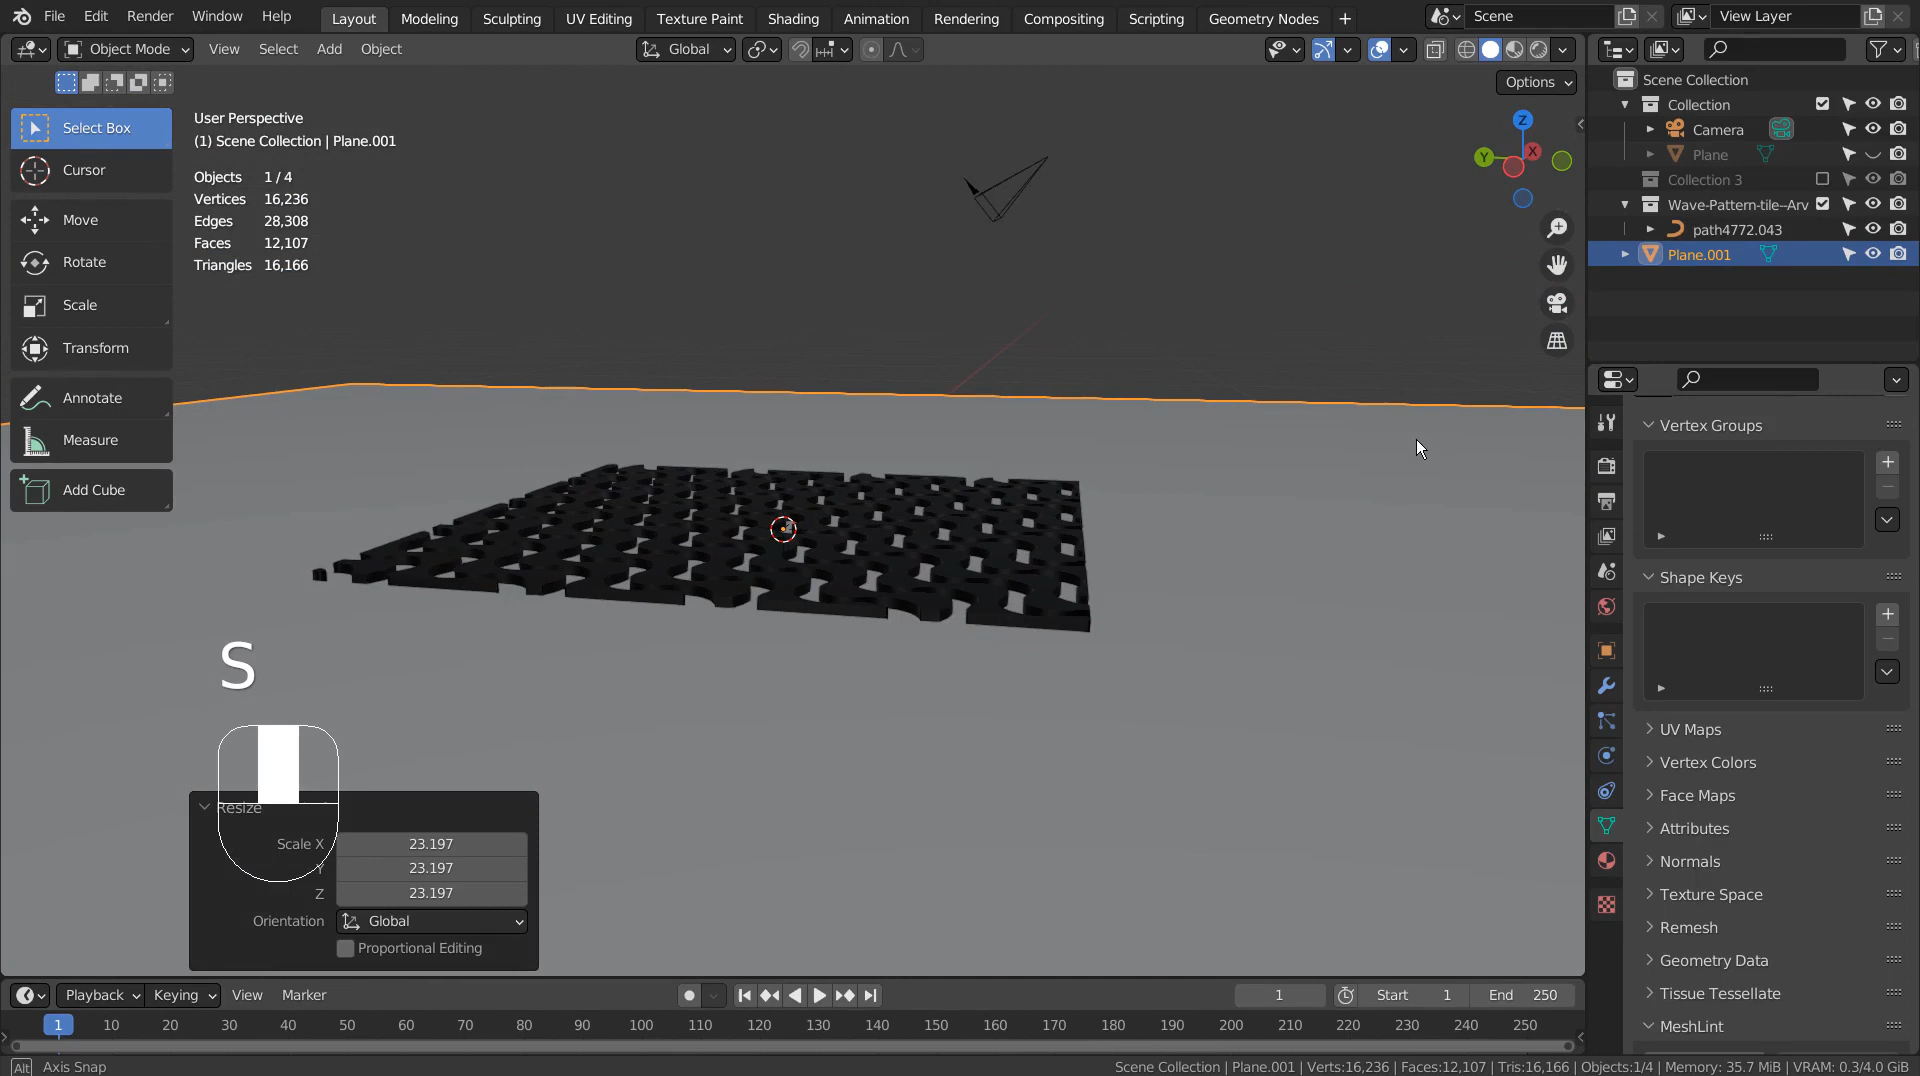 File Edit Render Window Help Layout Modeling Sculpting UV Editing Texture Paint Shading Animation Rendering Compositing Scripting Geometry Nodes + Scene View Layer
Object Mode View Select Add Object Global
Options
Select Box
Cursor
Move
Rotate
Scale
Transform
Annotate
Measure
Add Cube
User Perspective
(1) Scene Collection | Plane.001
Objects 1 / 4
Vertices 16,236
Edges 28,308
Faces 12,107
Triangles 16,166
Z
Y
X
S
Resize
Scale X 23.197
Y 23.197
Z 23.197
Orientation Global
Proportional Editing
Scene Collection
Collection
Camera
Plane
Collection 3
Wave-Pattern-tile--Arv
path4772.043
Plane.001
Vertex Groups
Shape Keys
UV Maps
Vertex Colors
Face Maps
Attributes
Normals
Texture Space
Remesh
Geometry Data
Tissue Tessellate
MeshLint
Playback Keying View Marker 1 Start 1 End 250
1 10 20 30 40 50 60 70 80 90 100 110 120 130 140 150 160 170 180 190 200 210 220 230 240 250
Alt Axis Snap Scene Collection | Plane.001 | Verts:16,236 | Faces:12,107 | Tris:16,166 | Objects:1/4 | Memory: 35.7 MiB | VRAM: 0.3/4.0 GiB